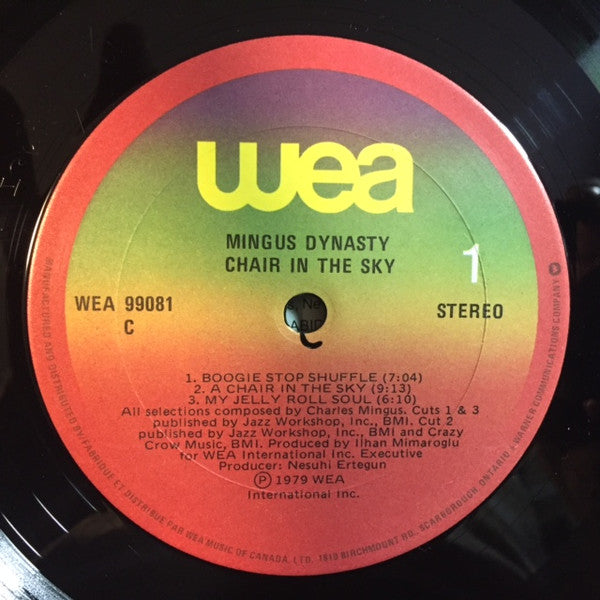 wea
MINGUS DYNASTY
CHAIR IN THE SKY
1
WEA 99081
C
STEREO
1. BOOGIE STOP SHUFFLE (7:04)
2. A CHAIR IN THE SKY (9:13)
3. MY JELLY ROLL SOUL (6:10)
All selections composed by Charles Mingus. Cuts 1 & 3
published by Jazz Workshop, Inc., BMI. Cut 2
published by Jazz Workshop, Inc., BMI and Crazy
Crow Music, BMI. Produced by Ilhan Mimaroglu
for WEA International Inc. Executive
Producer: Nesuhi Ertegun
Ⓟ 1979 WEA
International Inc.
MANUFACTURED AND DISTRIBUTED BY/FABRIQUÉ ET DISTRIBUÉ PAR WEA MUSIC OF CANADA, LTD. 1810 BIRCHMOUNT RD., SCARBOROUGH, ONTARIO • WARNER COMMUNICATIONS COMPANY